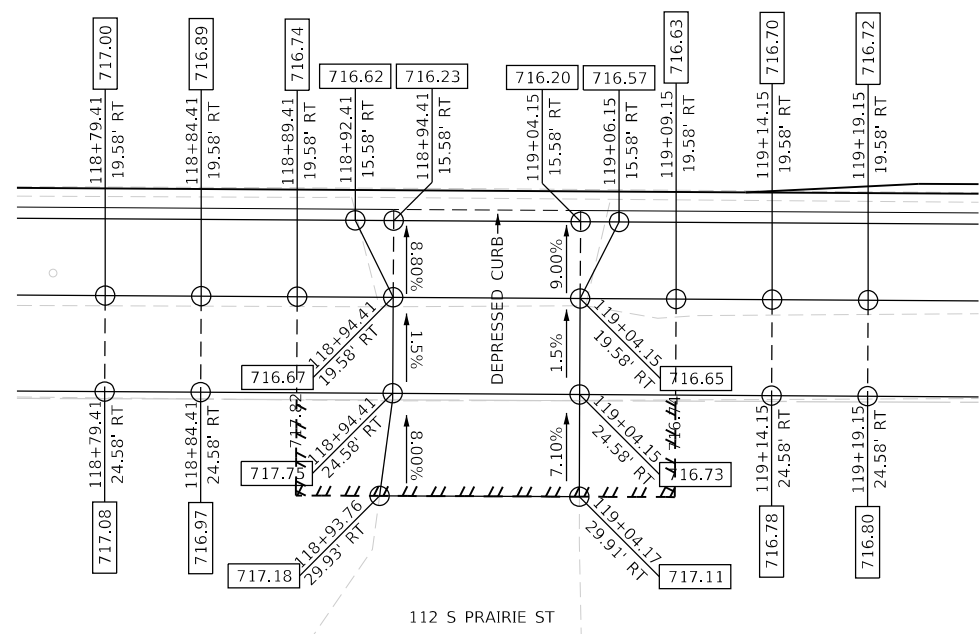 717.00
118+79.41
19.58' RT
716.89
118+84.41
19.58' RT
716.74
118+89.41
19.58' RT
716.62
118+92.41
15.58' RT
716.23
118+94.41
15.58' RT
716.20
119+04.15
15.58' RT
716.57
119+06.15
15.58' RT
716.63
119+09.15
19.58' RT
716.70
119+14.15
19.58' RT
716.72
119+19.15
19.58' RT
8.80%
DEPRESSED CURB
9.00%
118+94.41
19.58' RT
716.67
1.5%
1.5%
119+04.15
19.58' RT
716.65
717.82
118+94.41
24.58' RT
717.75
8.00%
7.10%
119+04.15
24.58' RT
716.73
716.74
118+79.41
24.58' RT
717.08
118+84.41
24.58' RT
716.97
118+93.76
29.93' RT
717.18
119+04.17
29.91' RT
717.11
119+14.15
24.58' RT
716.78
119+19.15
24.58' RT
716.80
112 S PRAIRIE ST